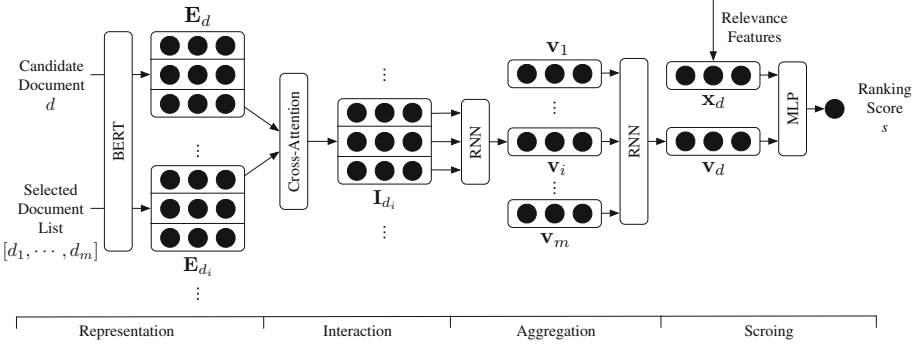 E_d
Candidate
Document
d
BERT
⋮
Selected
Document
List
[d_1, ⋯ , d_m]
E_{d_i}
⋮
Cross-Attention
⋮
I_{d_i}
⋮
RNN
v_1
⋮
v_i
⋮
v_m
RNN
Relevance
Features
x_d
v_d
MLP
Ranking
Score
s
Representation
Interaction
Aggregation
Scroing